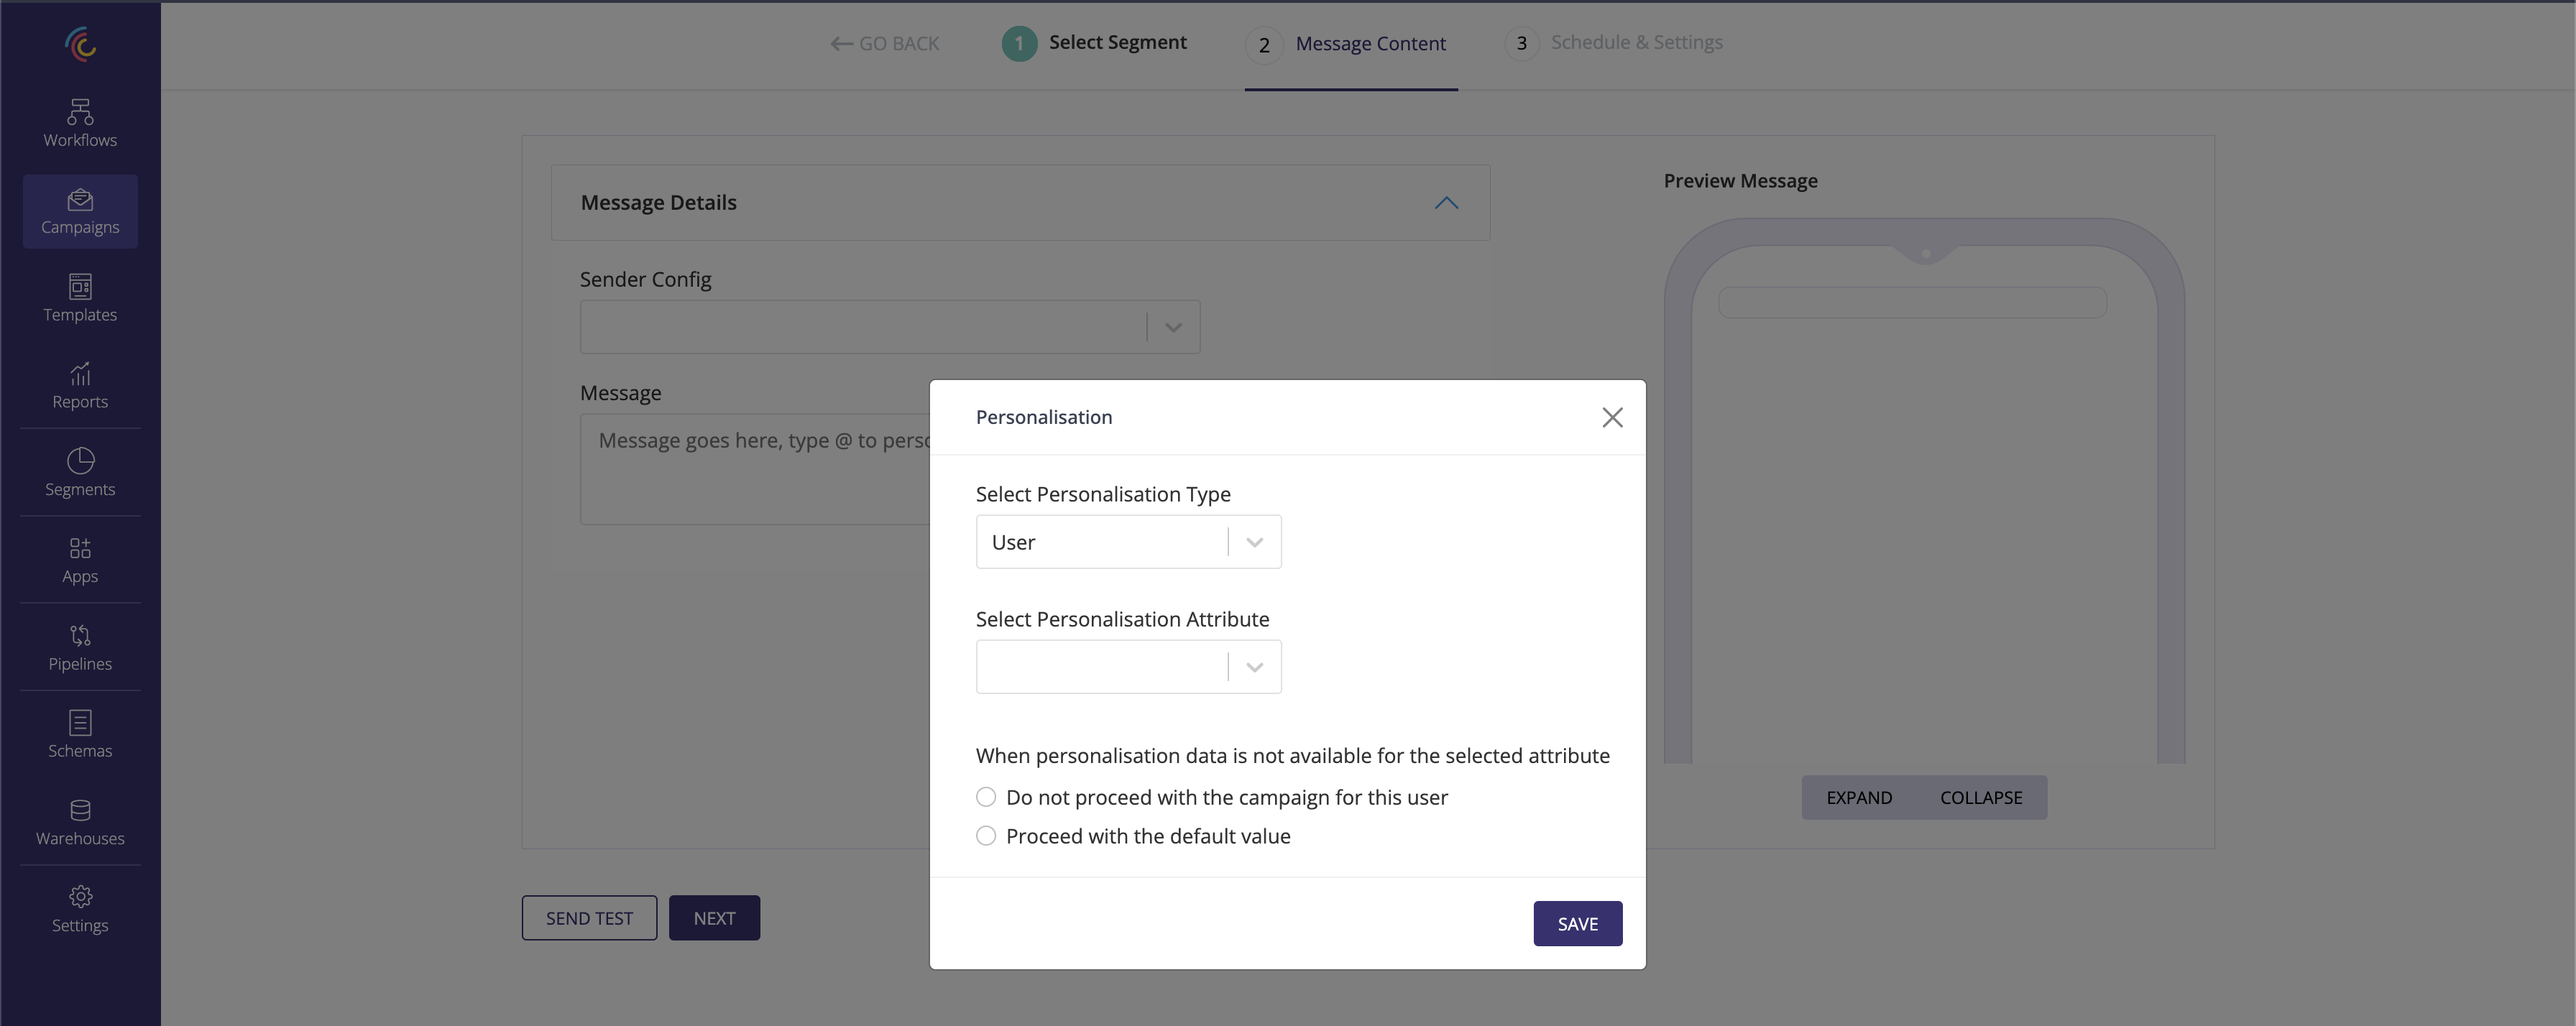 GO BACK
1 Select Segment
2 Message Content
3 Schedule & Settings
Workflows
Campaigns
Templates
Reports
Segments
Apps
Pipelines
Schemas
Warehouses
Settings
Message Details
Sender Config
Message
Message goes here, type @ to perso
Preview Message
EXPAND COLLAPSE
SEND TEST NEXT
Personalisation
Select Personalisation Type
User
Select Personalisation Attribute
When personalisation data is not available for the selected attribute
Do not proceed with the campaign for this user
Proceed with the default value
SAVE